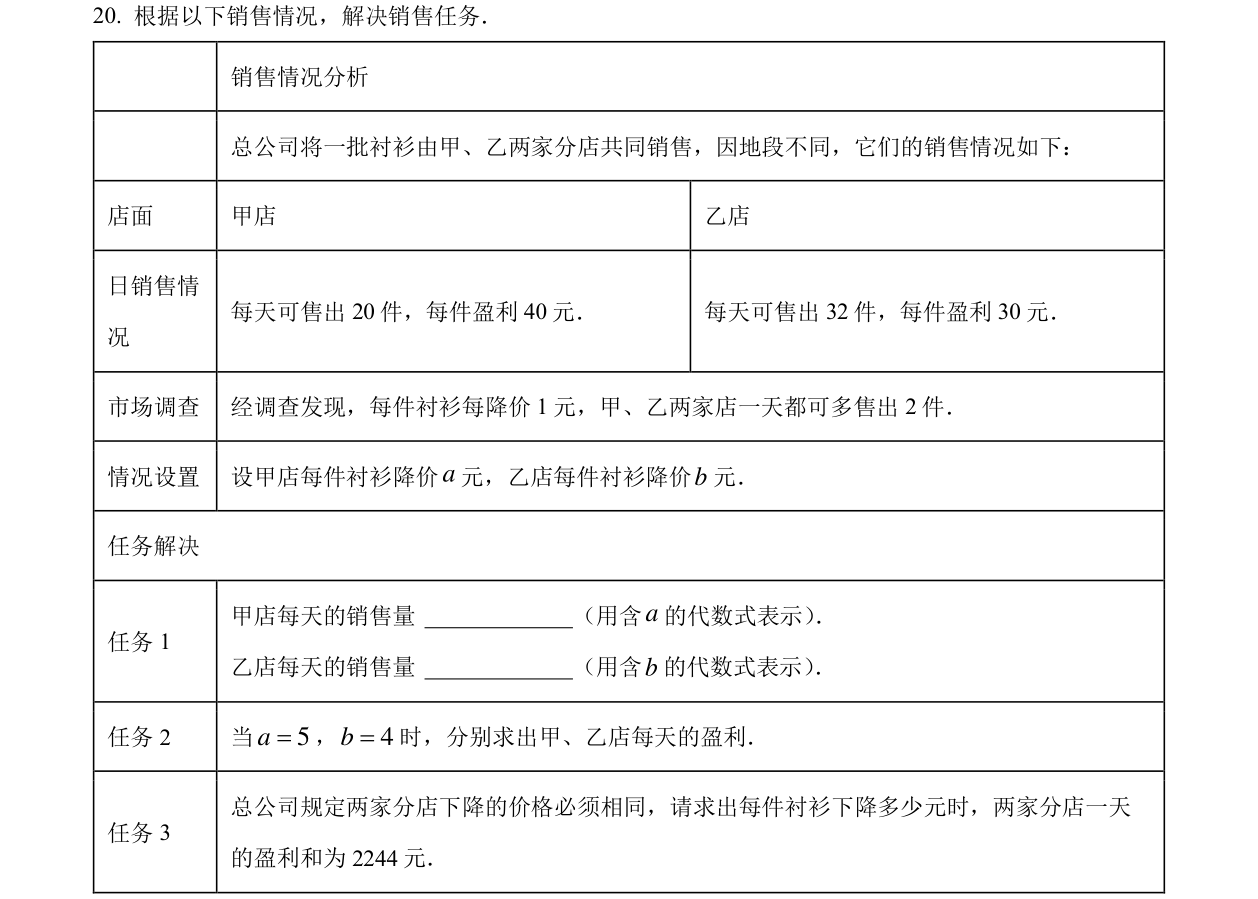 20. 根据以下销售情况，解决销售任务．
销售情况分析
总公司将一批衬衫由甲、乙两家分店共同销售，因地段不同，它们的销售情况如下：
店面
甲店
乙店
日销售情
况
每天可售出 20 件，每件盈利 40 元．
每天可售出 32 件，每件盈利 30 元．
市场调查
经调查发现，每件衬衫每降价 1 元，甲、乙两家店一天都可多售出 2 件．
情况设置
设甲店每件衬衫降价 a 元，乙店每件衬衫降价 b 元．
任务解决
任务 1
甲店每天的销售量 ____________（用含 a 的代数式表示）．
乙店每天的销售量 ____________（用含 b 的代数式表示）．
任务 2
当 a = 5，b = 4 时，分别求出甲、乙店每天的盈利．
任务 3
总公司规定两家分店下降的价格必须相同，请求出每件衬衫下降多少元时，两家分店一天
的盈利和为 2244 元．